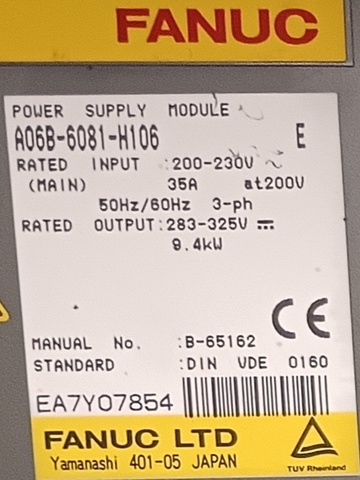 FANUC
POWER SUPPLY MODULE
A06B-6081-H106 E
RATED INPUT :200-230V ~
(MAIN) 35A at200V
50Hz/60Hz 3-ph
RATED OUTPUT:283-325V ⎓
9.4kW
CE
MANUAL No. :B-65162
STANDARD :DIN VDE 0160
EA7Y07854
FANUC LTD
Yamanashi 401-05 JAPAN
TUV Rheinland